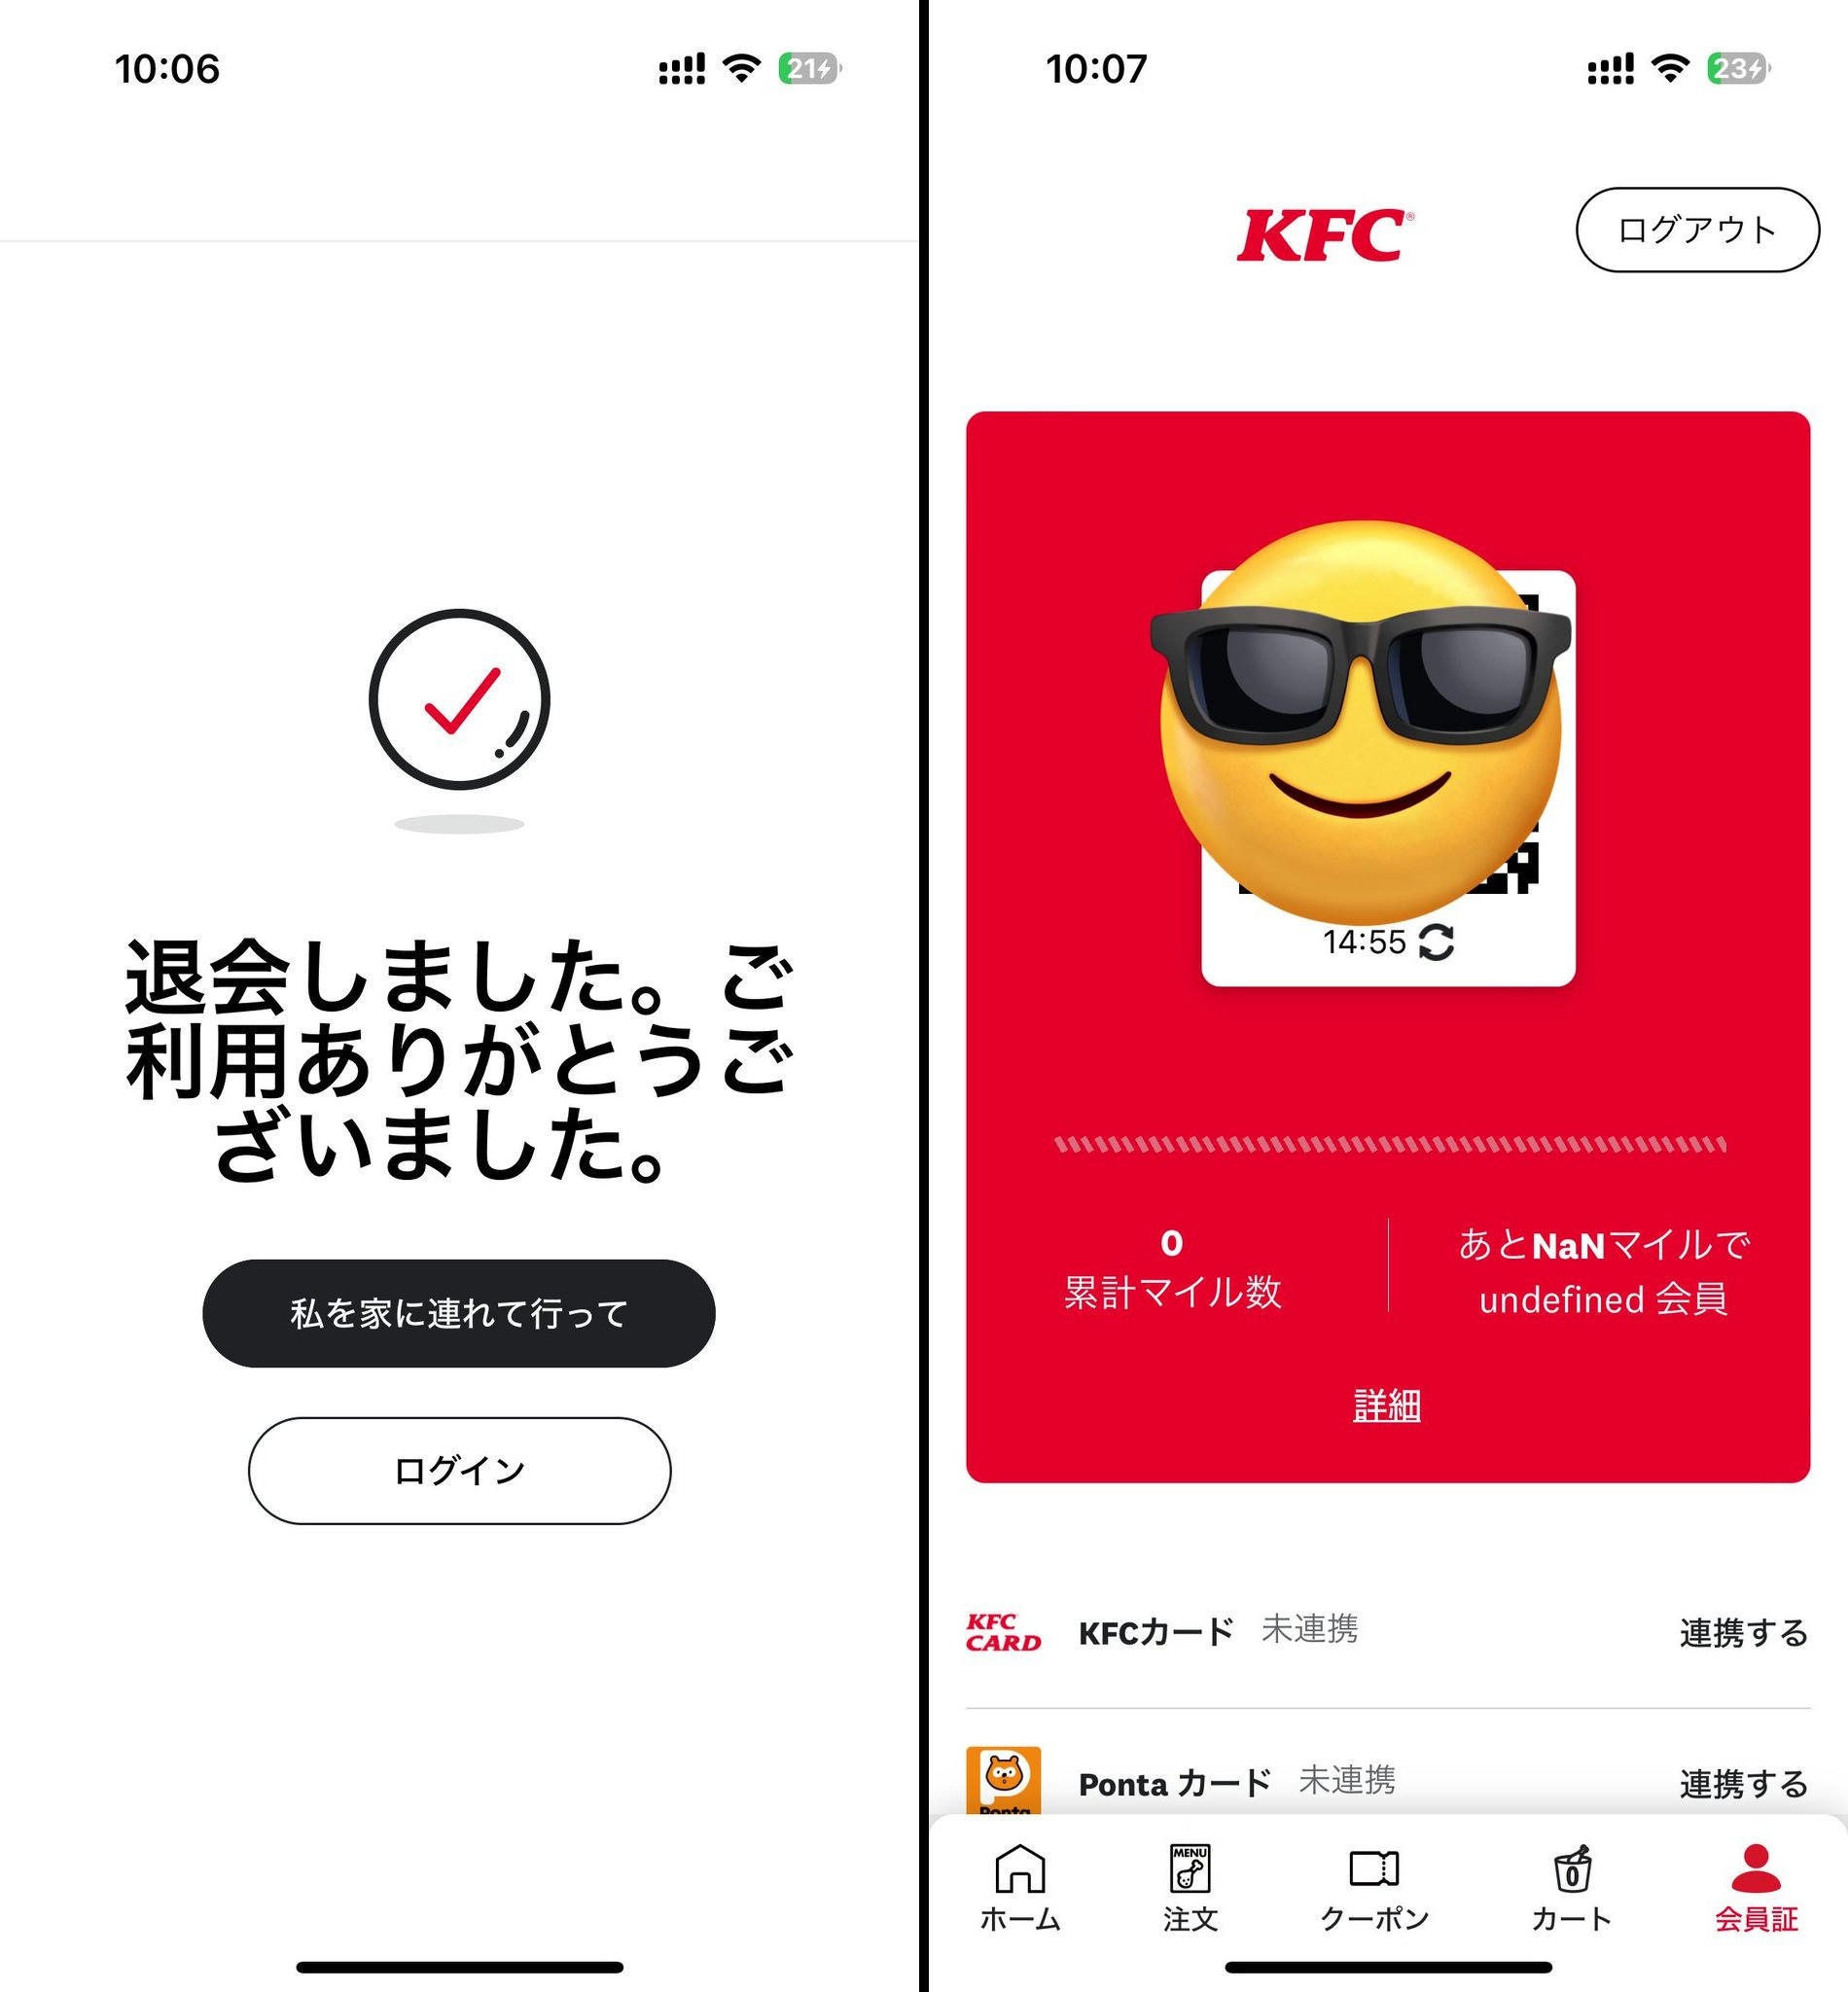 10:06
21
退会しました。ご
利用ありがとうご
ざいました。
私を家に連れて行って
ログイン
10:07
23
KFC®
ログアウト
14:55
0
累計マイル数
あとNaNマイルで
undefined 会員
詳細
KFC
CARD
KFCカード 未連携
連携する
Ponta
Ponta カード 未連携
連携する
MENU
0
ホーム
注文
クーポン
カート
会員証